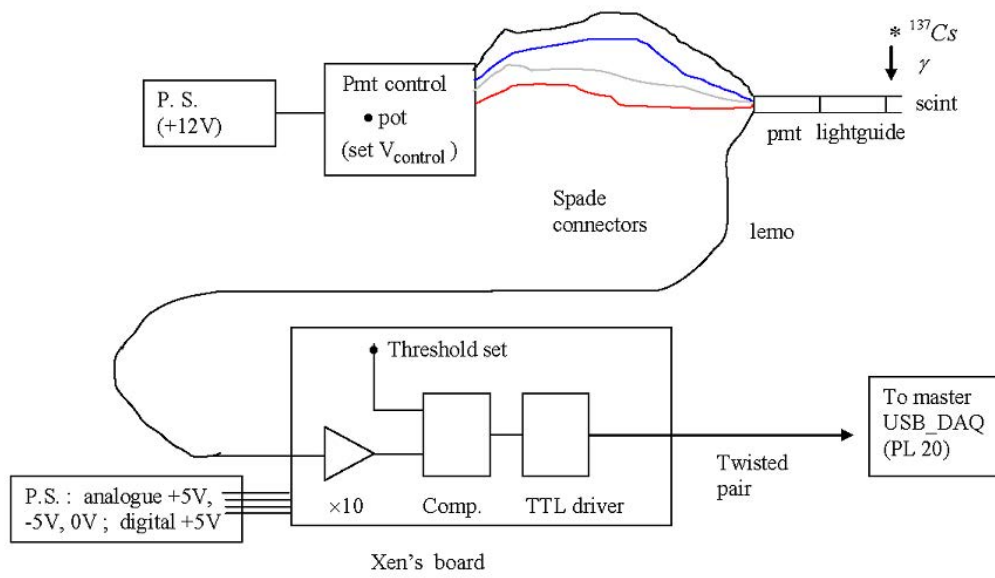 * ¹³⁷Cs
γ
P. S.
(+12V)
Pmt control
• pot
(set V_control )
scint
pmt
lightguide
Spade
connectors
lemo
Threshold set
To master
USB_DAQ
(PL 20)
Twisted
pair
P.S. : analogue +5V,
-5V, 0V ; digital +5V
×10
Comp.
TTL driver
Xen's board